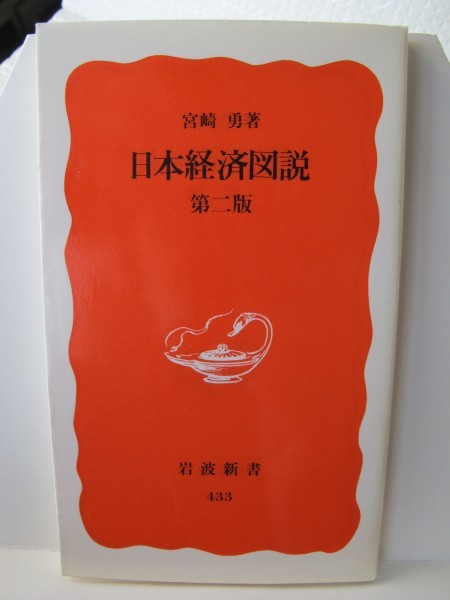 宮崎 勇著
日本経済図説
第二版
岩波新書
433